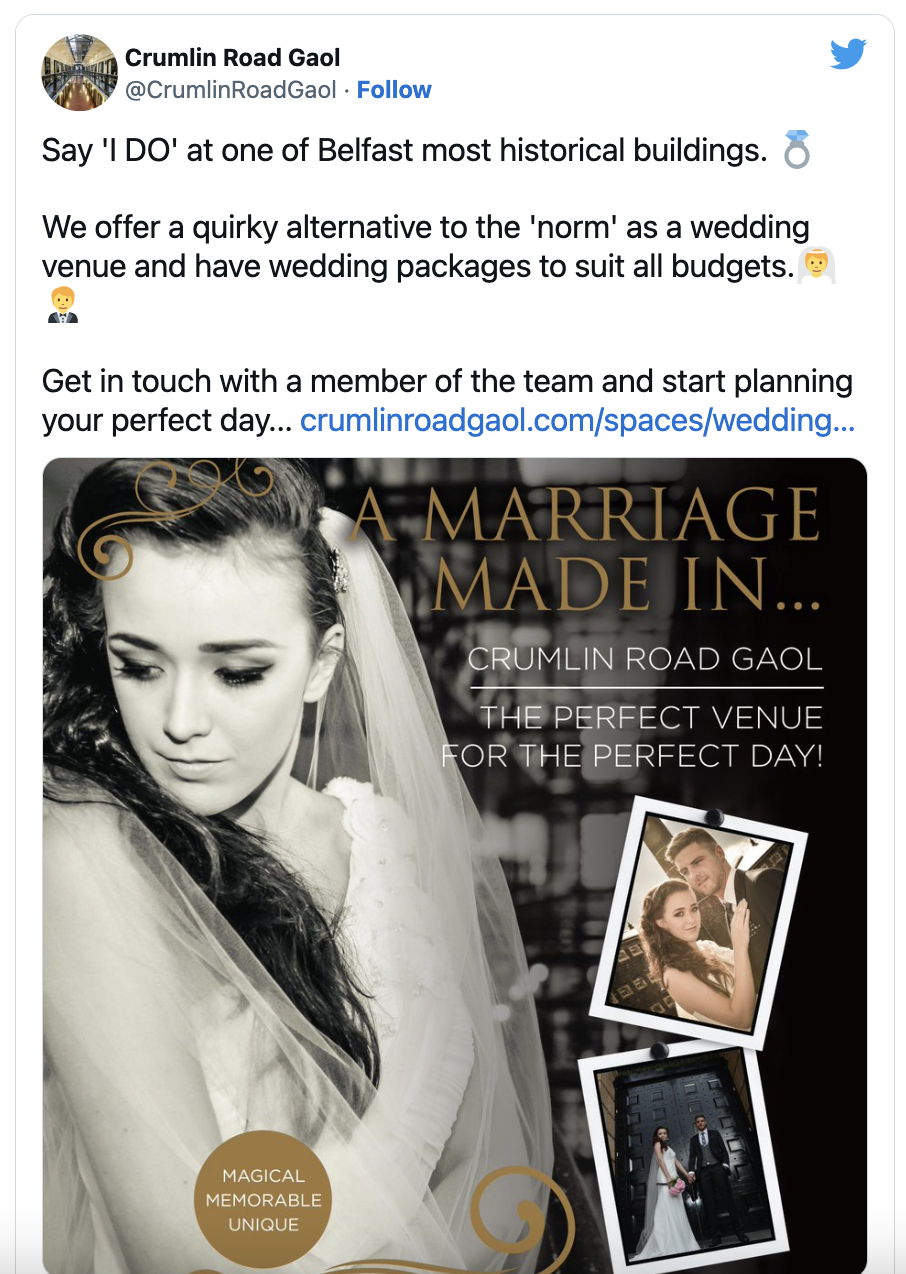 Crumlin Road Gaol
@CrumlinRoadGaol · Follow
Say 'I DO' at one of Belfast most historical buildings. 💍
We offer a quirky alternative to the 'norm' as a wedding
venue and have wedding packages to suit all budgets.👰
🤵
Get in touch with a member of the team and start planning
your perfect day... crumlinroadgaol.com/spaces/wedding...
A MARRIAGE
MADE IN...
CRUMLIN ROAD GAOL
THE PERFECT VENUE
FOR THE PERFECT DAY!
MAGICAL
MEMORABLE
UNIQUE